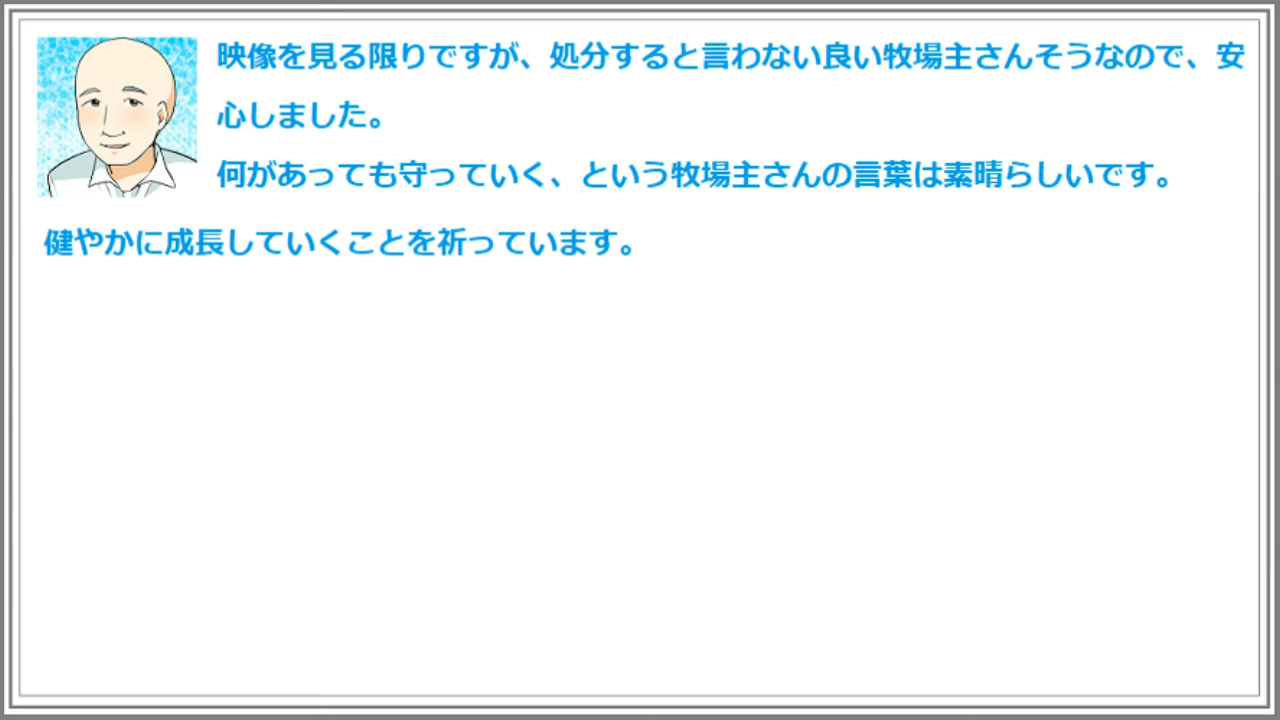 映像を見る限りですが、処分すると言わない良い牧場主さんそうなので、安
心しました。
何があっても守っていく、という牧場主さんの言葉は素晴らしいです。
健やかに成長していくことを祈っています。